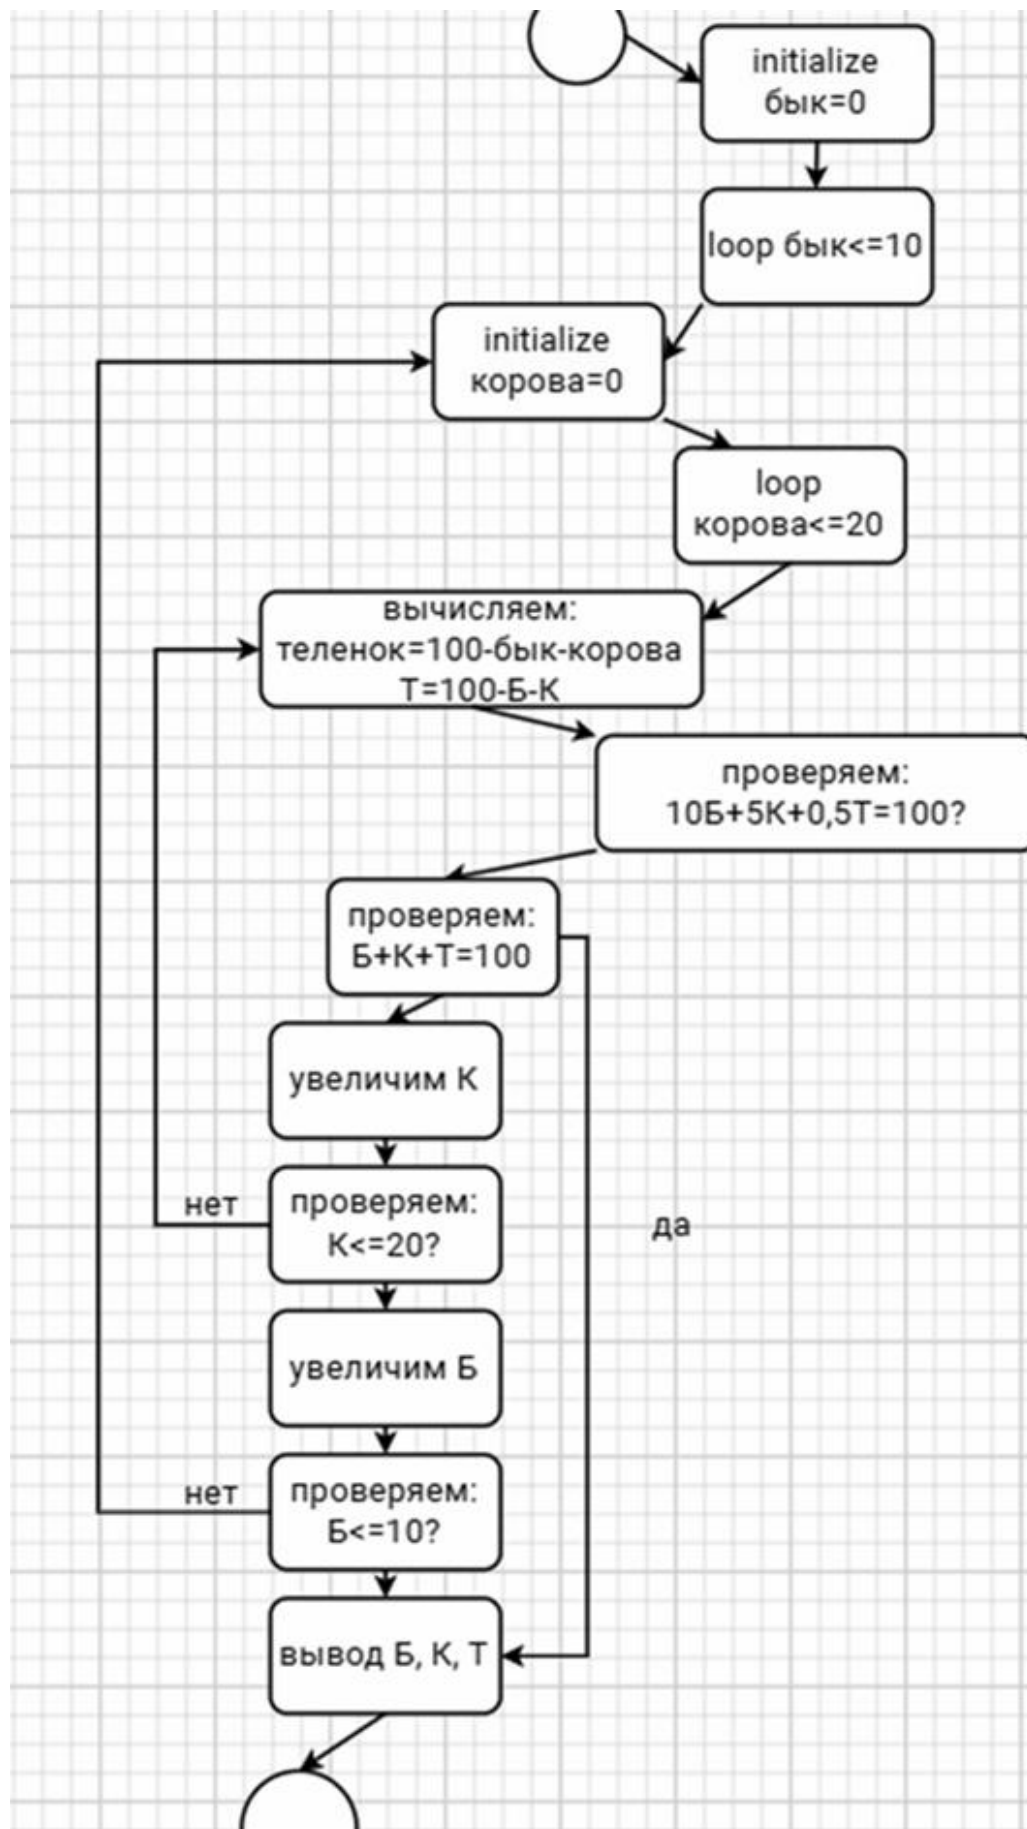 initialize
бык=0
loop бык<=10
initialize
корова=0
loop
корова<=20
вычисляем:
теленок=100-бык-корова
Т=100-Б-К
проверяем:
10Б+5К+0,5Т=100?
проверяем:
Б+К+Т=100
увеличим К
нет
проверяем:
К<=20?
да
увеличим Б
нет
проверяем:
Б<=10?
вывод Б, К, Т